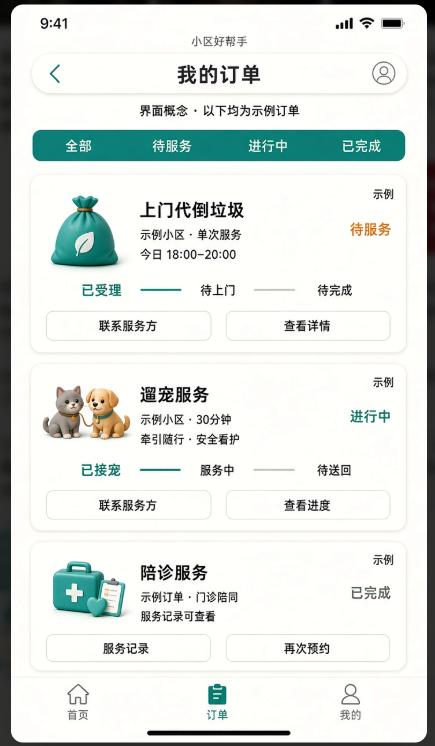 9:41
小区好帮手
我的订单
界面概念 · 以下均为示例订单
全部 待服务 进行中 已完成
示例
上门代倒垃圾
示例小区 · 单次服务
待服务
今日 18:00–20:00
已受理 待上门 待完成
联系服务方 查看详情
示例
遛宠服务
示例小区 · 30分钟
进行中
牵引随行 · 安全看护
已接宠 服务中 待送回
联系服务方 查看进度
示例
陪诊服务
示例订单 · 门诊陪同
已完成
服务记录可查看
服务记录 再次预约
首页 订单 我的